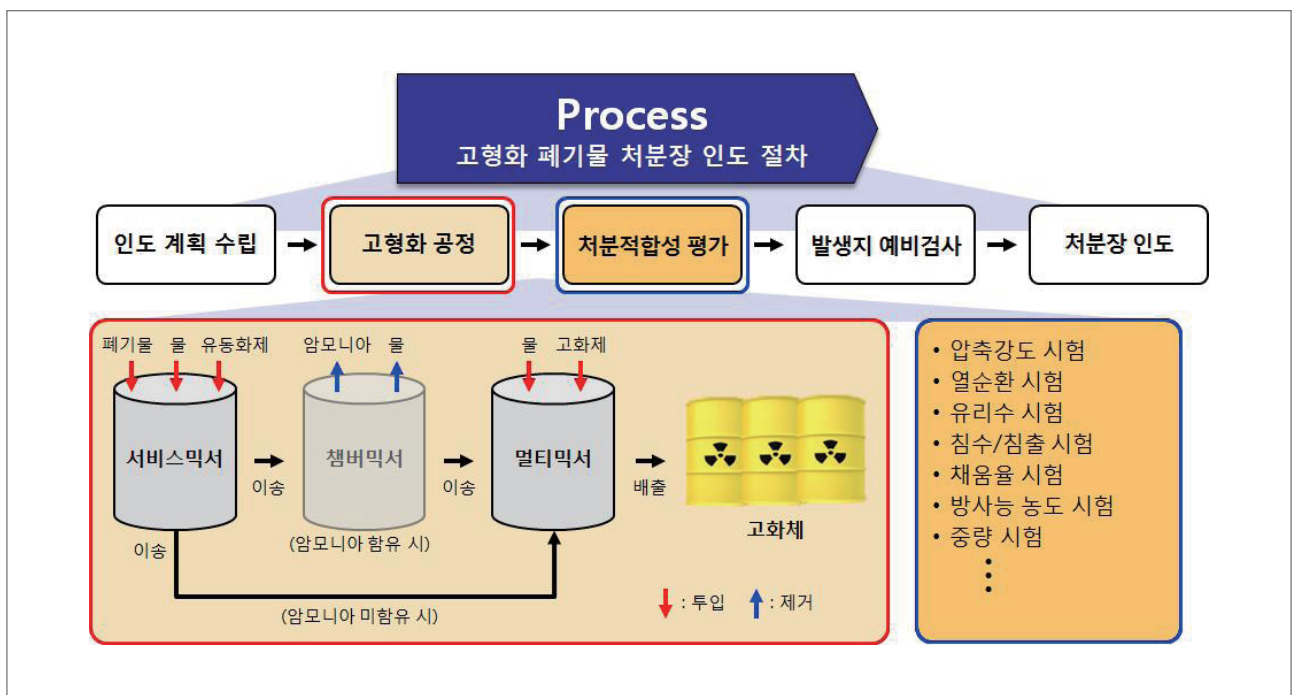 Process
고형화 폐기물 처분장 인도 절차
인도 계획 수립
고형화 공정
처분적합성 평가
발생지 예비검사
처분장 인도
폐기물 물 유동화제
암모니아 물
물 고화제
서비스믹서
챔버믹서
멀티믹서
이송
이송
배출
고화체
이송
(암모니아 함유 시)
(암모니아 미함유 시)
: 투입
: 제거
• 압축강도 시험
• 열순환 시험
• 유리수 시험
• 침수/침출 시험
• 채움율 시험
• 방사능 농도 시험
• 중량 시험